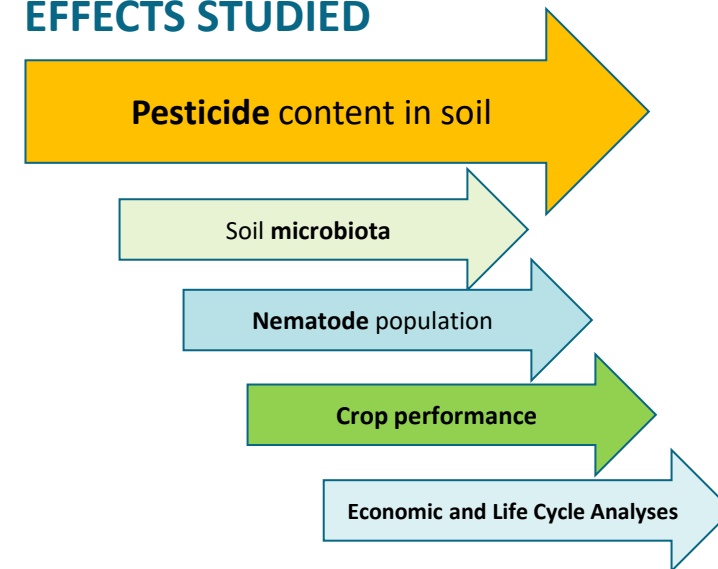 EFFECTS STUDIED
Pesticide content in soil
Soil microbiota
Nematode population
Crop performance
Economic and Life Cycle Analyses